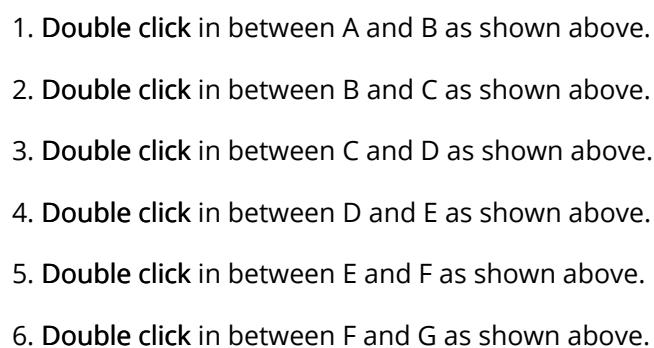 1. Double click in between A and B as shown above.
2. Double click in between B and C as shown above.
3. Double click in between C and D as shown above.
4. Double click in between D and E as shown above.
5. Double click in between E and F as shown above.
6. Double click in between F and G as shown above.